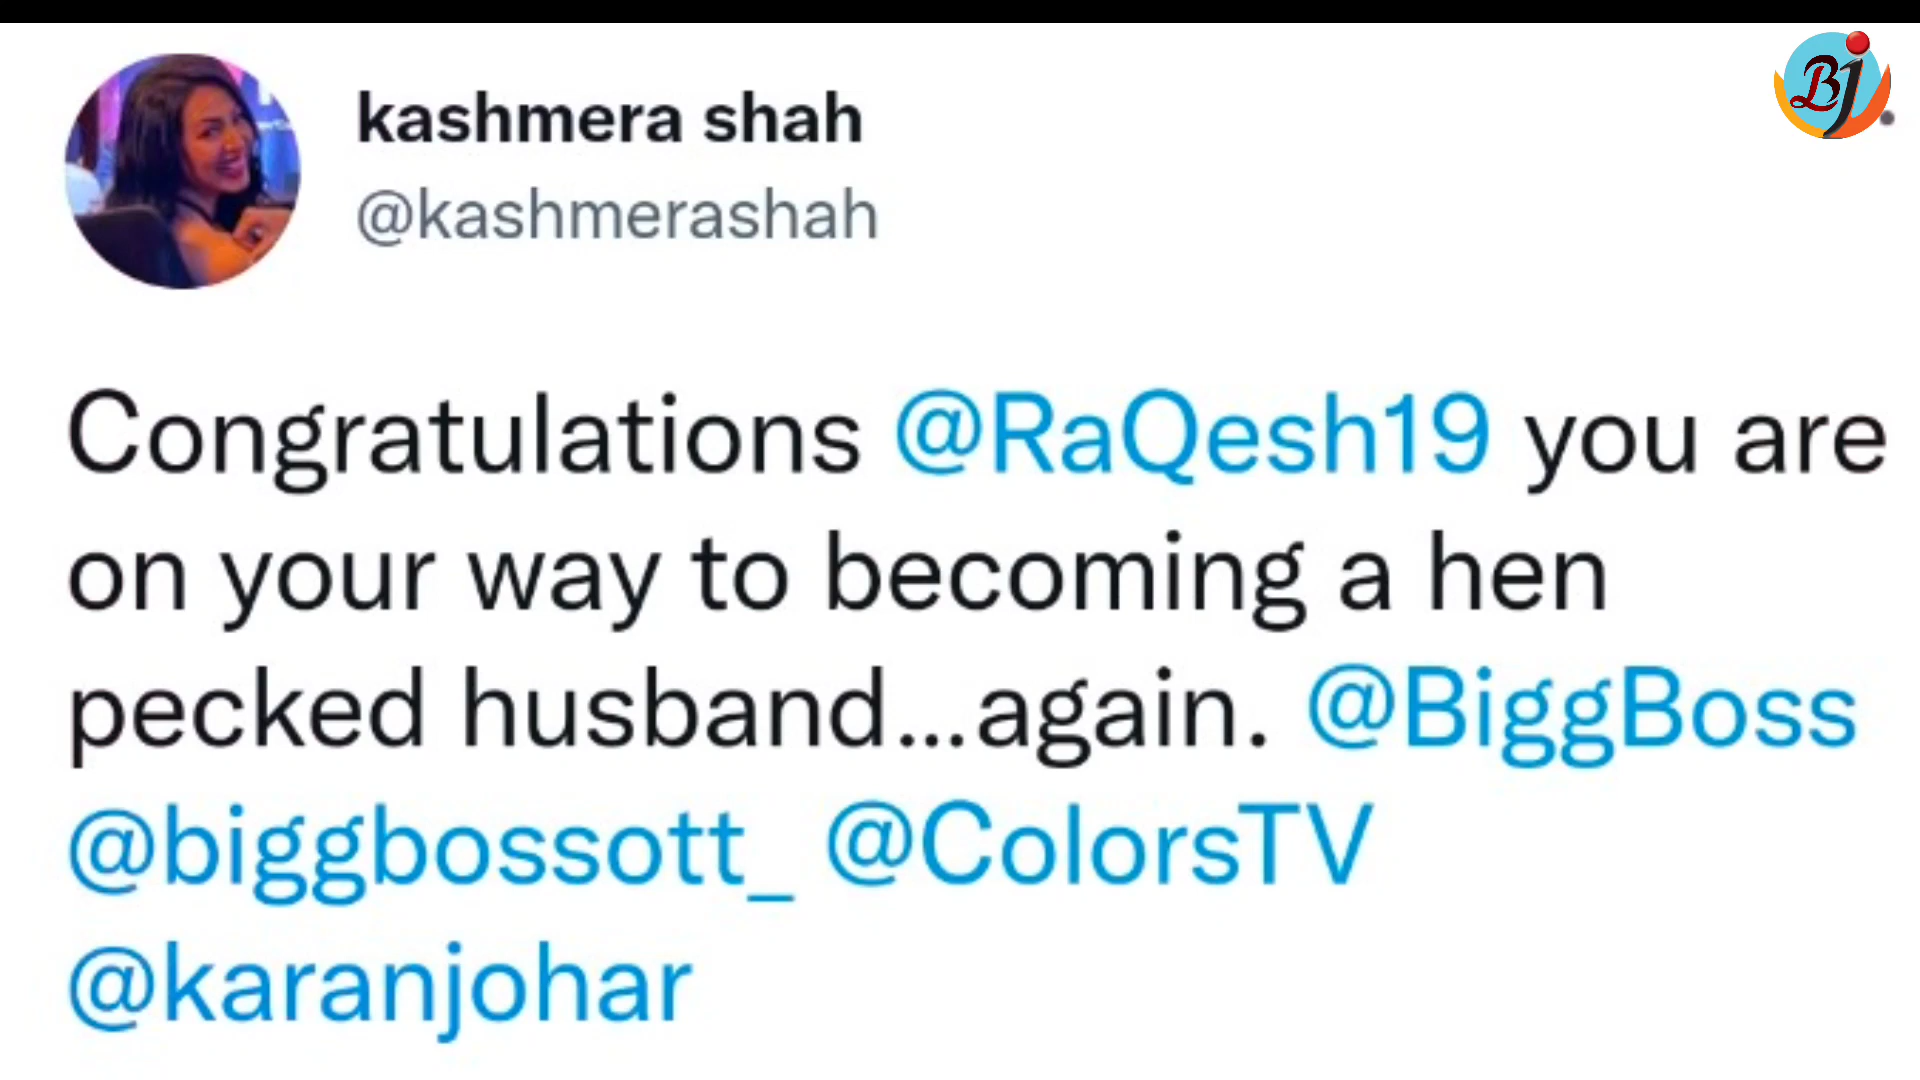 Bj
kashmera shah
@kashmerashah
Congratulations @RaQesh19 you are
on your way to becoming a hen
pecked husband...again. @BiggBoss
@biggbossott_ @ColorsTV
@karanjohar